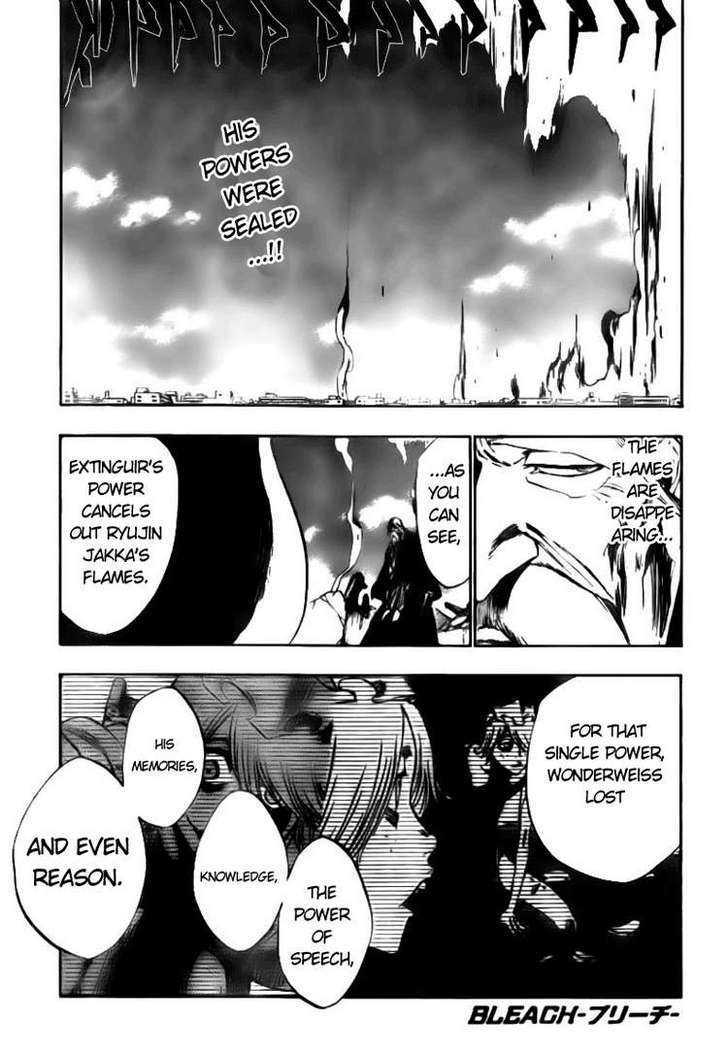 HIS
POWERS
WERE
SEALED
...!!
THE
FLAMES
ARE
DISAPPE
ARING...
...AS
YOU
CAN
SEE,
EXTINGUIR'S
POWER
CANCELS
OUT RYUJIN
JAKKA'S
FLAMES.
FOR THAT
SINGLE POWER,
WONDERWEISS
LOST
THE
POWER
OF
SPEECH,
KNOWLEDGE,
HIS
MEMORIES,
AND EVEN
REASON.
BLEACH-ブリーチ-